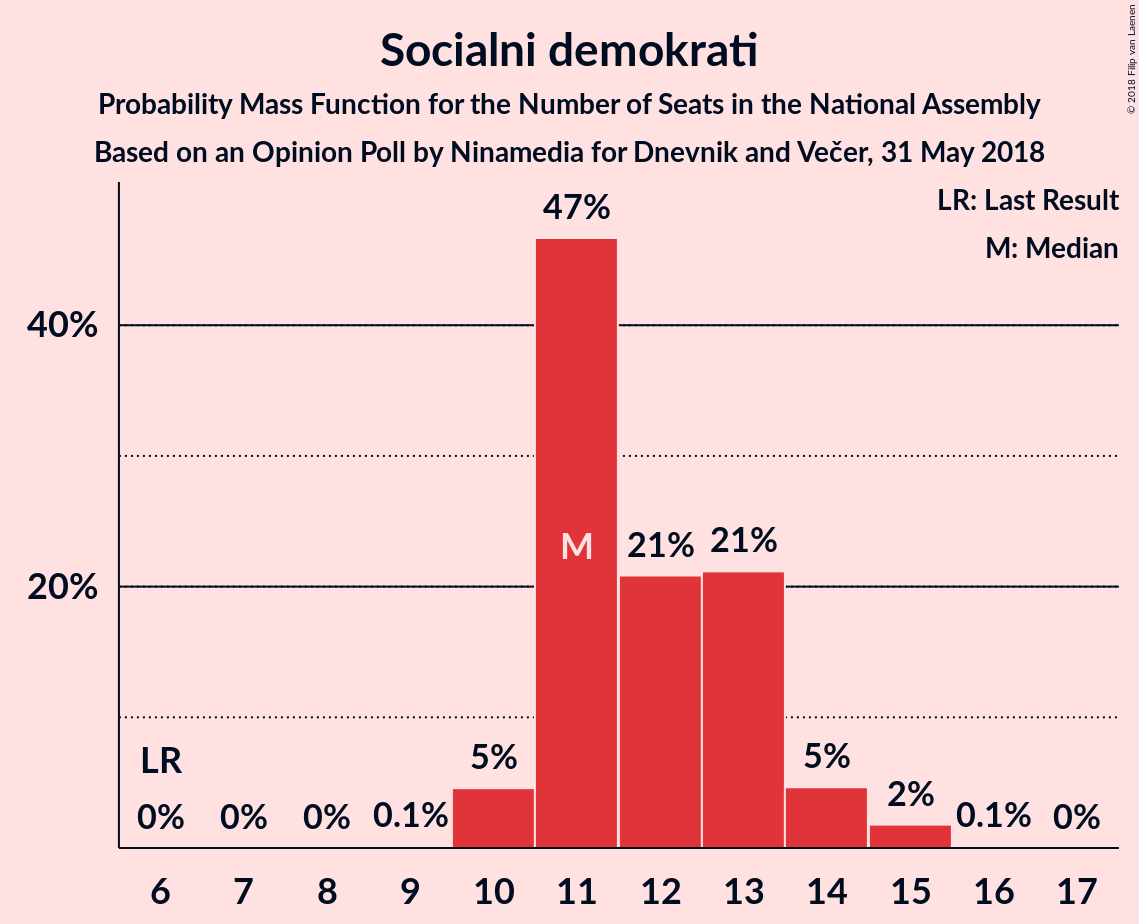 Socialni demokrati
Probability Mass Function for the Number of Seats in the National Assembly
Based on an Opinion Poll by Ninamedia for Dnevnik and Večer, 31 May 2018
© 2018 Filip van Laenen
LR: Last Result
M: Median
47%
40%
M
21%
21%
20%
LR
5%
5%
2%
0%
0%
0%
0.1%
0.1%
0%
6 7 8 9 10 11 12 13 14 15 16 17